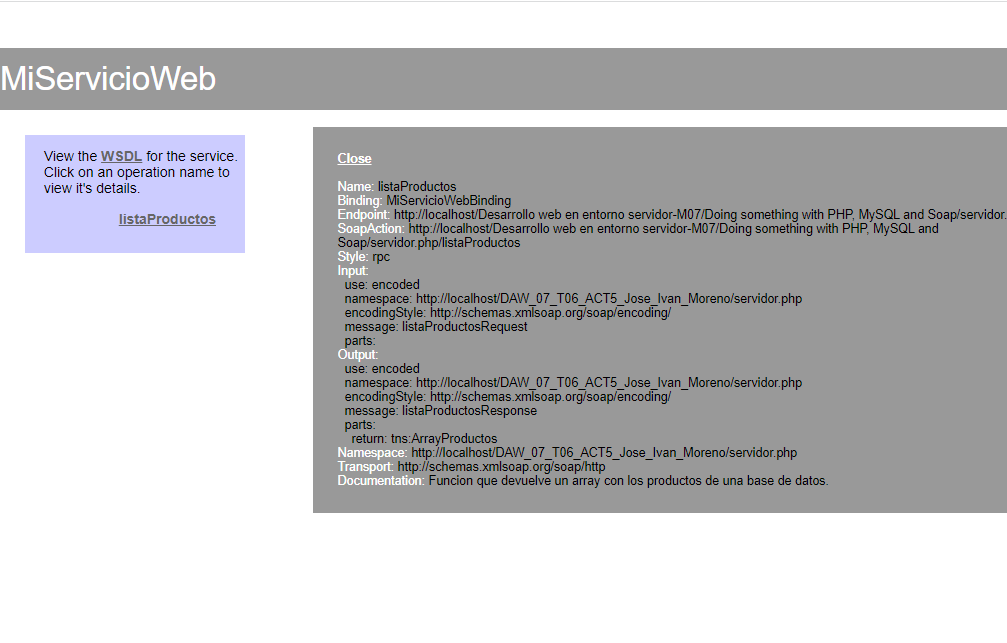 MiServicioWeb
View the WSDL for the service.
Click on an operation name to
view it's details.
listaProductos
Close
Name: listaProductos
Binding: MiServicioWebBinding
Endpoint: http://localhost/Desarrollo web en entorno servidor-M07/Doing something with PHP, MySQL and Soap/servidor.
SoapAction: http://localhost/Desarrollo web en entorno servidor-M07/Doing something with PHP, MySQL and
Soap/servidor.php/listaProductos
Style: rpc
Input:
use: encoded
namespace: http://localhost/DAW_07_T06_ACT5_Jose_Ivan_Moreno/servidor.php
encodingStyle: http://schemas.xmlsoap.org/soap/encoding/
message: listaProductosRequest
parts:
Output:
use: encoded
namespace: http://localhost/DAW_07_T06_ACT5_Jose_Ivan_Moreno/servidor.php
encodingStyle: http://schemas.xmlsoap.org/soap/encoding/
message: listaProductosResponse
parts:
return: tns:ArrayProductos
Namespace: http://localhost/DAW_07_T06_ACT5_Jose_Ivan_Moreno/servidor.php
Transport: http://schemas.xmlsoap.org/soap/http
Documentation: Funcion que devuelve un array con los productos de una base de datos.